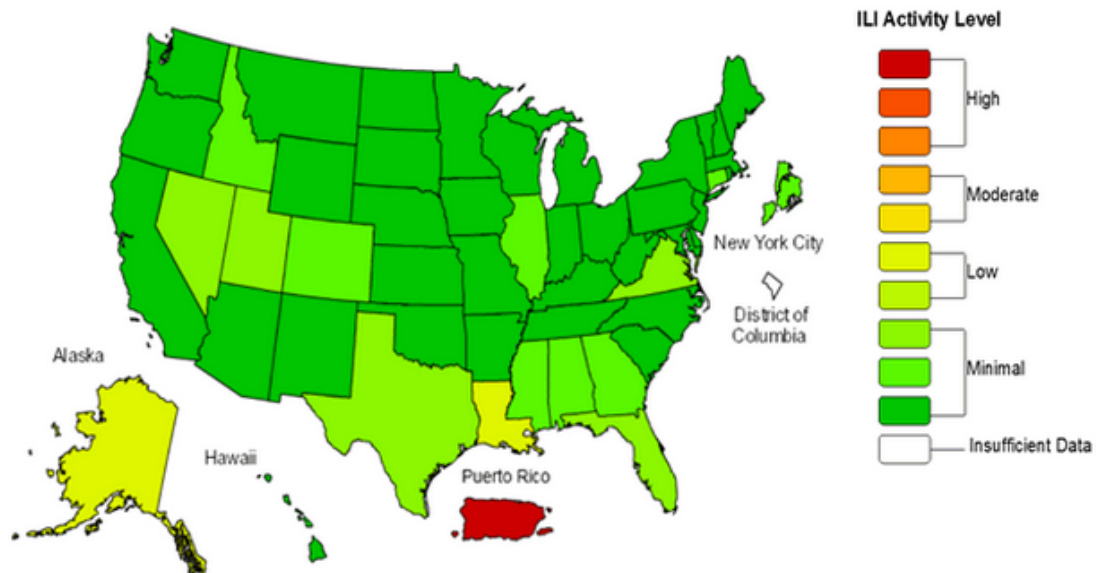 ILI Activity Level
High
Moderate
Low
Minimal
Insufficient Data
New York City
District of
Columbia
Alaska
Hawaii
Puerto Rico